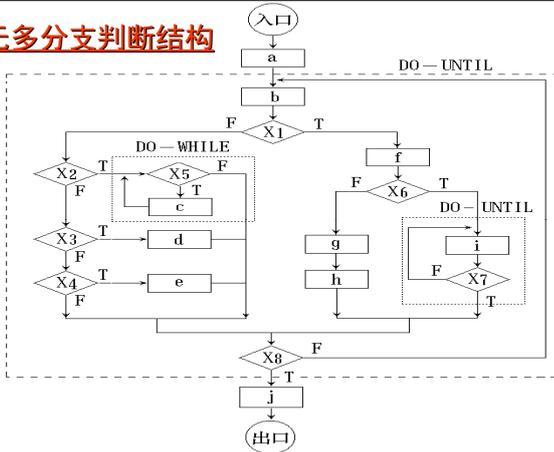 元多分支判断结构
入口
a
DO—UNTIL
b
F X1 T
DO—WHILE
f
X2 T X5 F
F T
F X6 T
c
DO—UNTIL
X3 T d
F
g i
X4 T e
F
h F X7
T
X8 F
T
j
出口